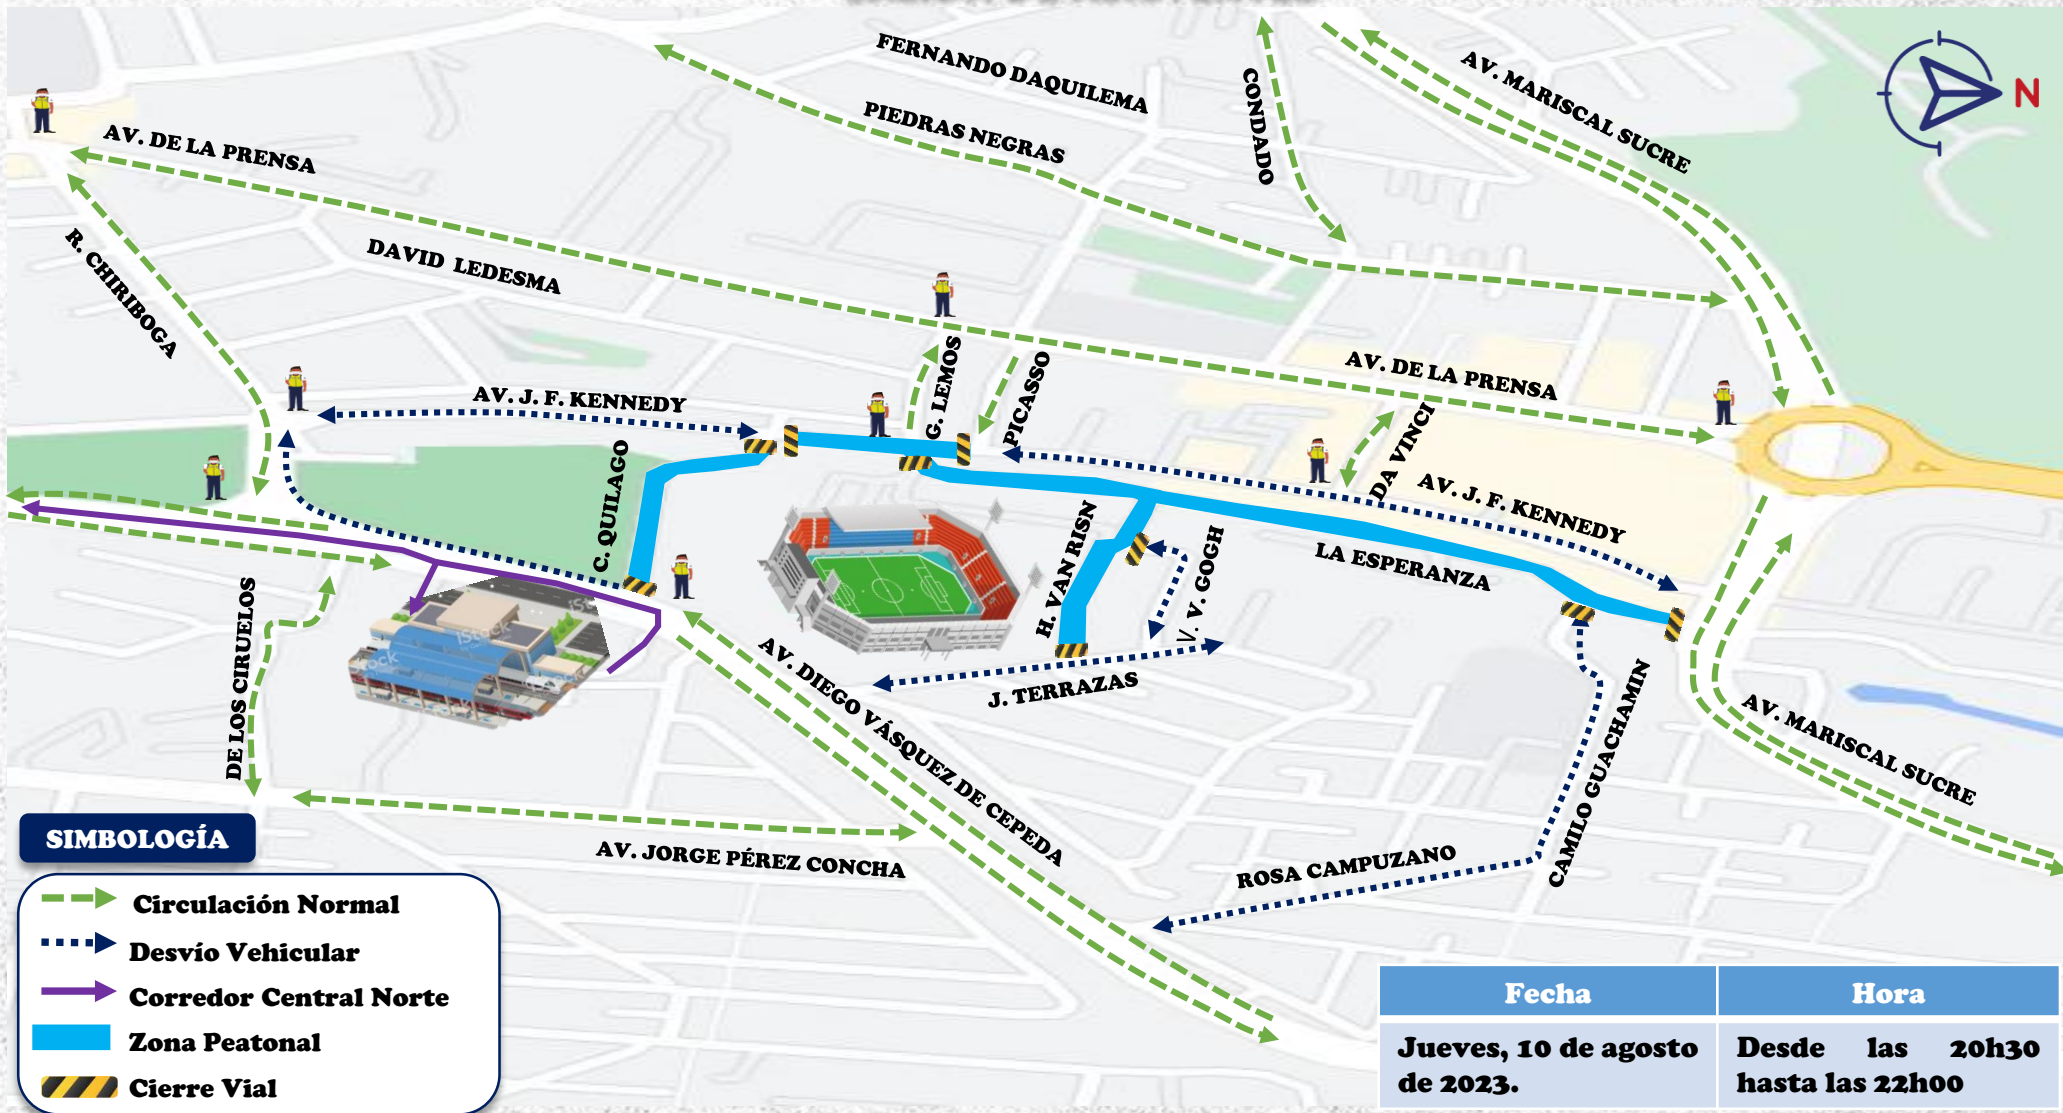 N
FERNANDO DAQUILEMA
AV. MARISCAL SUCRE
CONDADO
PIEDRAS NEGRAS
AV. DE LA PRENSA
R. CHIRIBOGA
DAVID LEDESMA
G. LEMOS
PICASSO
AV. DE LA PRENSA
AV. J. F. KENNEDY
DA VINCI
C. QUILAGO
AV. J. F. KENNEDY
H. VAN RISN
V. V. GOGH
LA ESPERANZA
DE LOS CIRUELOS
iStock
AV. DIEGO VÁSQUEZ DE CEPEDA
J. TERRAZAS
CAMILO GUACHAMIN
AV. MARISCAL SUCRE
AV. JORGE PÉREZ CONCHA
ROSA CAMPUZANO
SIMBOLOGÍA
Circulación Normal
Desvío Vehicular
Corredor Central Norte
Zona Peatonal
Cierre Vial
Fecha
Hora
Jueves, 10 de agosto
de 2023.
Desde las 20h30
hasta las 22h00